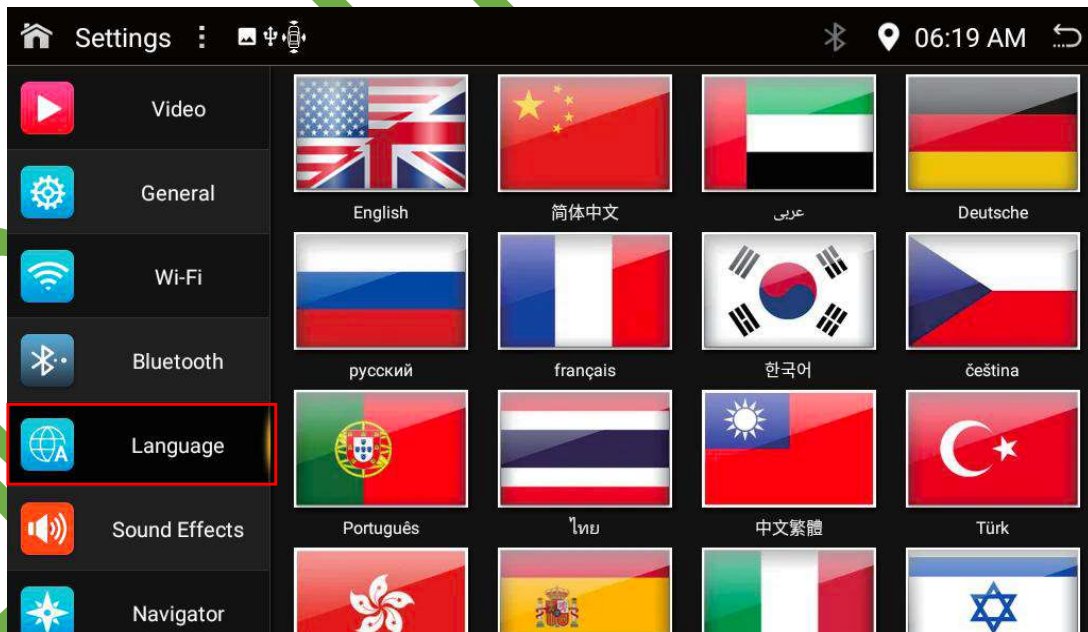 Settings
06:19 AM
Video
General
Wi-Fi
Bluetooth
Language
Sound Effects
Navigator
English
简体中文
عربى
Deutsche
русский
français
한국어
čeština
Português
ไทย
中文繁體
Türk